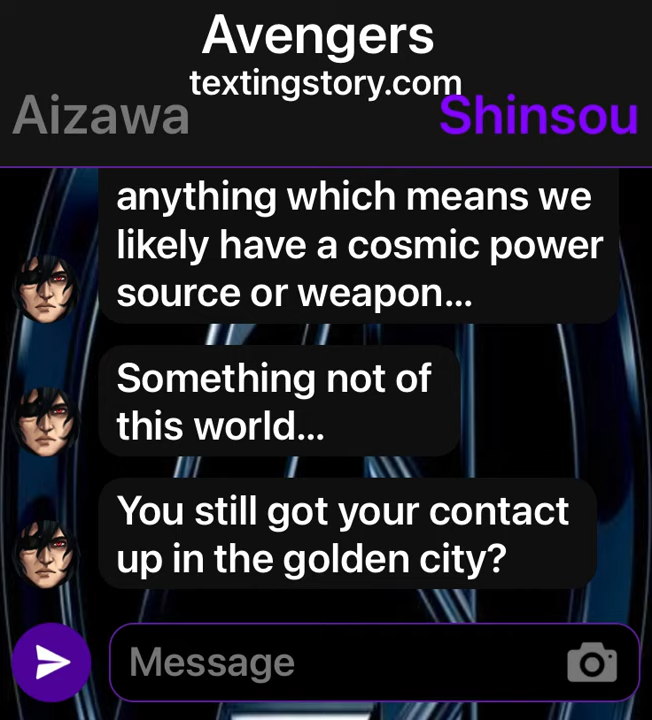 Avengers
textingstory.com
Aizawa
Shinsou
anything which means we
likely have a cosmic power
source or weapon...
Something not of
this world...
You still got your contact
up in the golden city?
Message